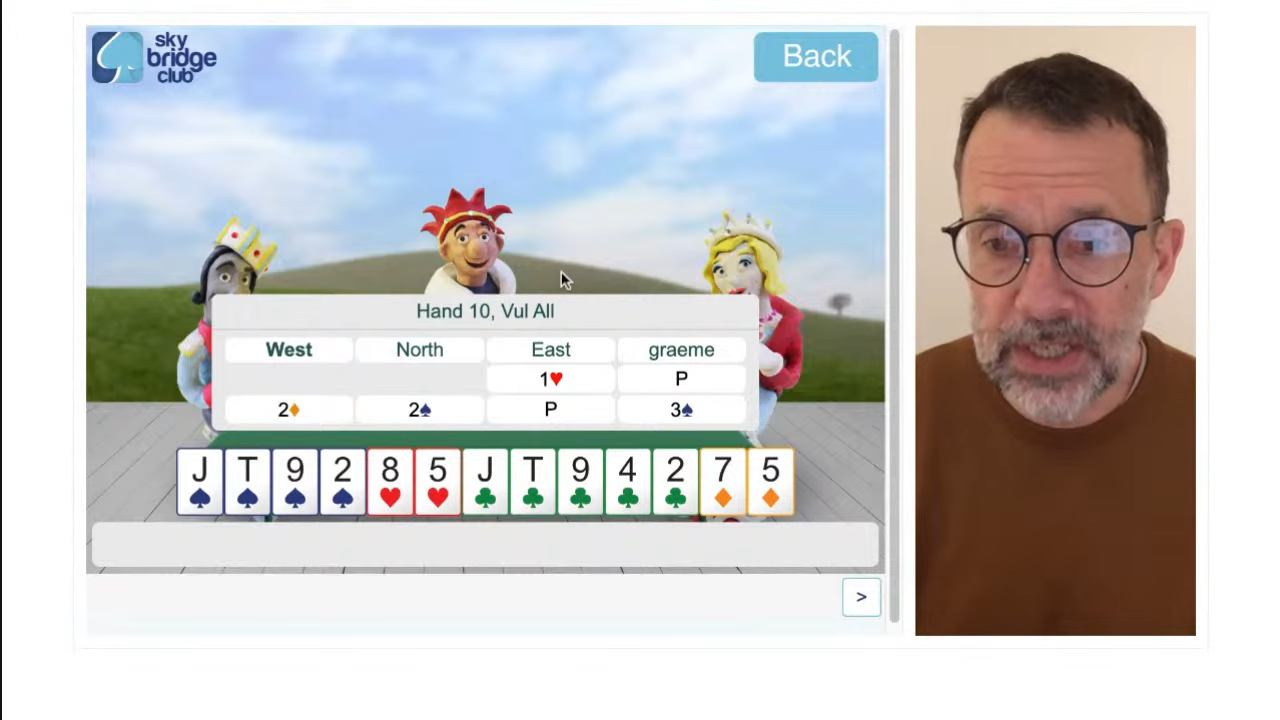 sky
bridge
club
Back
Hand 10, Vul All
West North East graeme
1♥ P
2♦ 2♠ P 3♠
J T 9 2 8 5 J T 9 4 2 7 5
♠ ♠ ♠ ♠ ♥ ♥ ♣ ♣ ♣ ♣ ♣ ♦ ♦
>